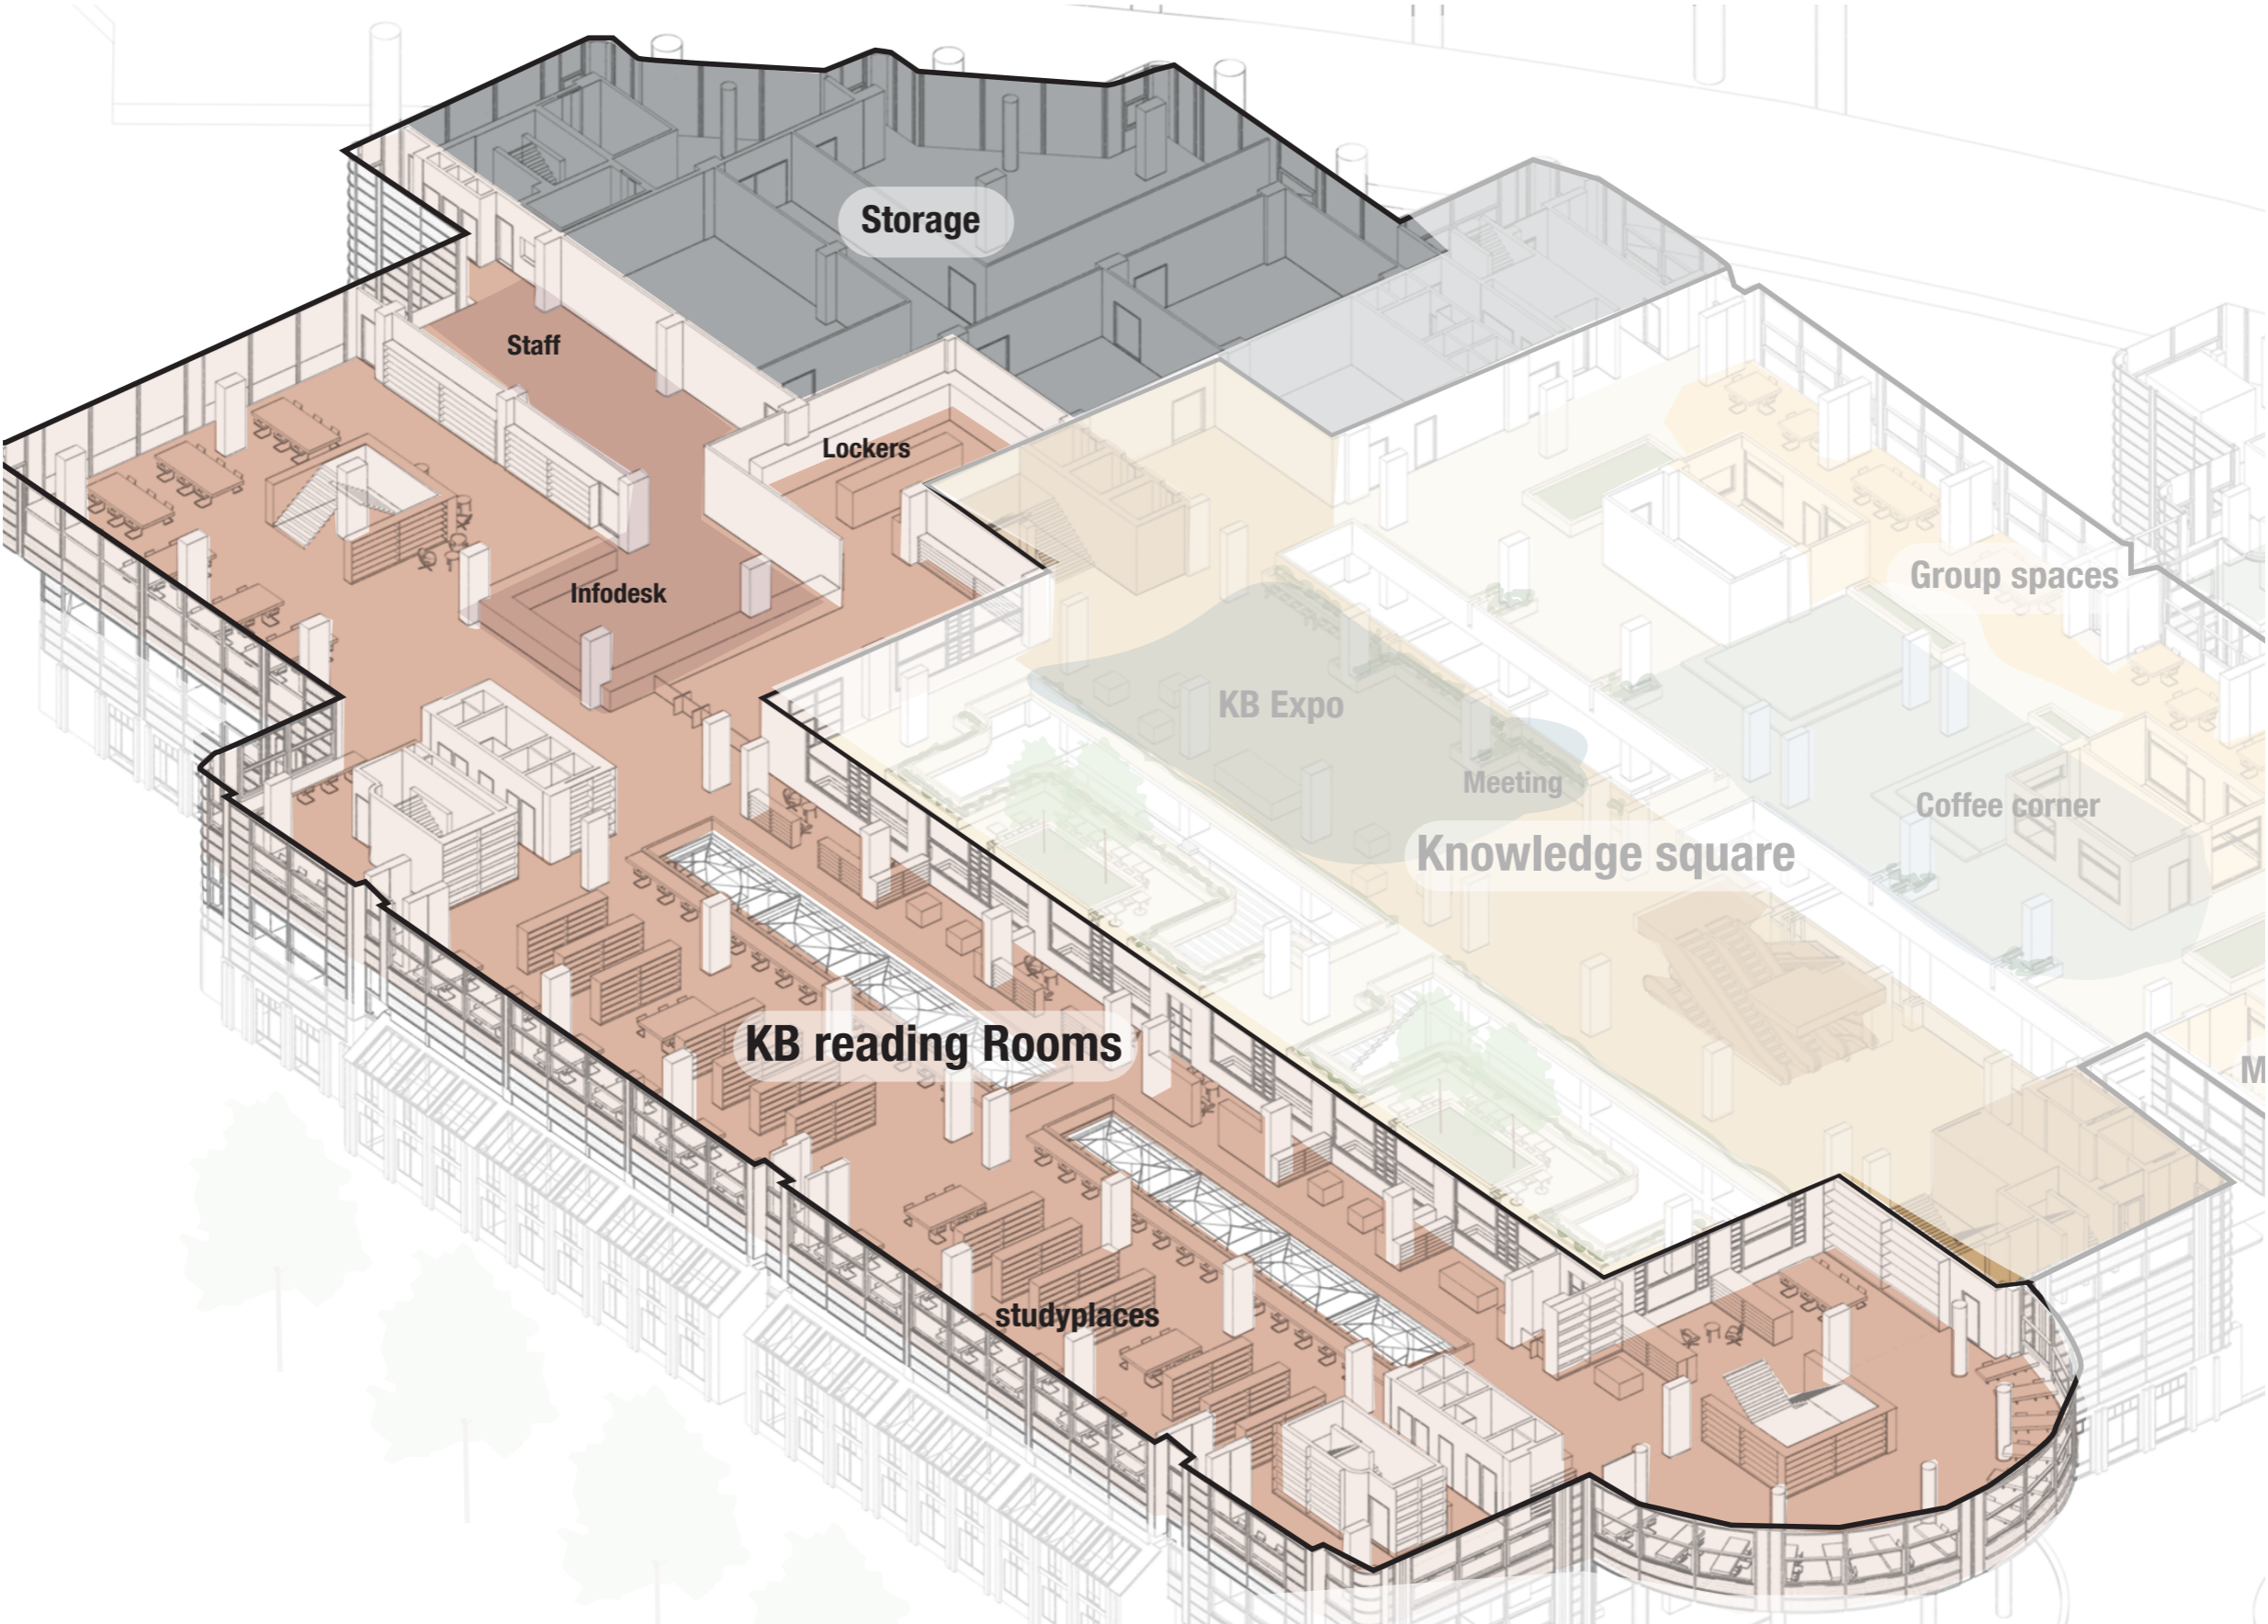 Storage
Staff
Lockers
Infodesk
Group spaces
KB Expo
Meeting
Coffee corner
Knowledge square
KB reading Rooms
M
studyplaces